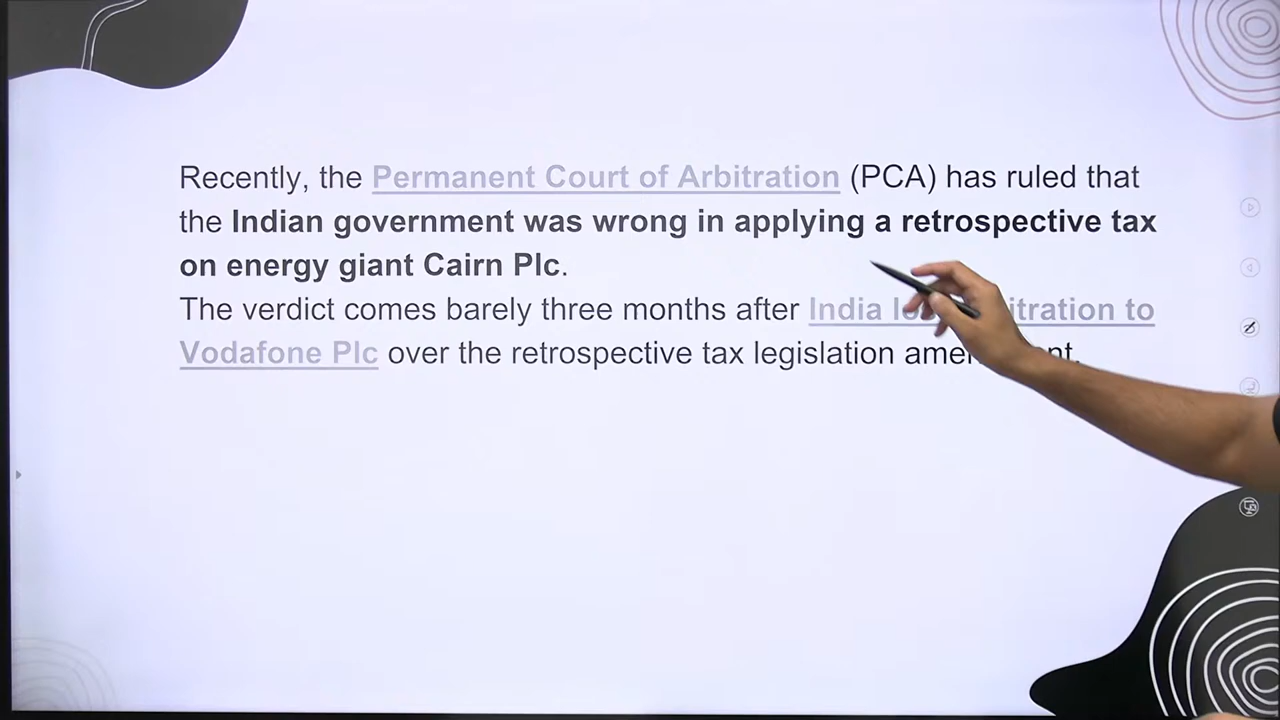 Recently, the Permanent Court of Arbitration (PCA) has ruled that
the Indian government was wrong in applying a retrospective tax
on energy giant Cairn Plc.
The verdict comes barely three months after India to
Vodafone Plc over the retrospective tax legislation